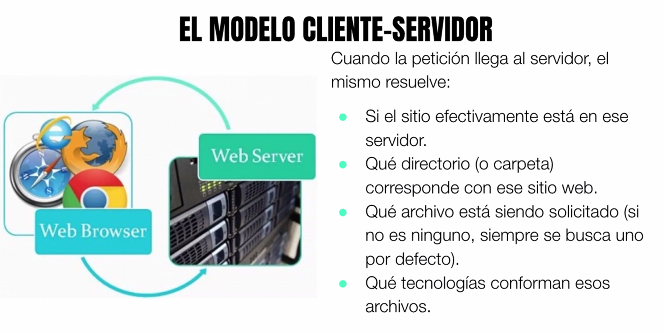 EL MODELO CLIENTE-SERVIDOR
Cuando la petición llega al servidor, el
mismo resuelve:
Web Server
Web Browser
● Si el sitio efectivamente está en ese
servidor.
● Qué directorio (o carpeta)
corresponde con ese sitio web.
● Qué archivo está siendo solicitado (si
no es ninguno, siempre se busca uno
por defecto).
● Qué tecnologías conforman esos
archivos.